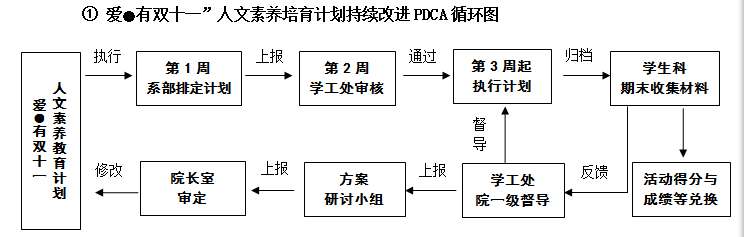 ① 爱●有双十一”人文素养培育计划持续改进 PDCA 循环图
爱●有双十一
人文素养教育计划
执行
第 1 周
系部排定计划
上报
第 2 周
学工处审核
通过
第 3 周起
执行计划
归档
学生科
期末收集材料
督导
修改
院长室
审定
上报
方案
研讨小组
上报
学工处
院一级督导
反馈
活动得分与
成绩等兑换